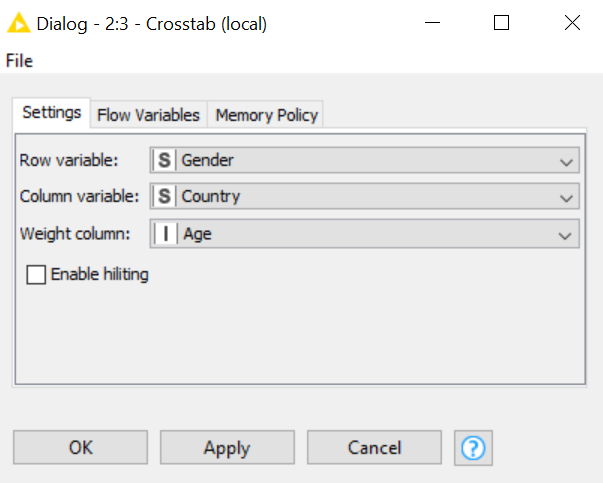 Dialog - 2:3 - Crosstab (local)
File
Settings Flow Variables Memory Policy
Row variable: S Gender
Column variable: S Country
Weight column: I Age
Enable hiliting
OK Apply Cancel ?